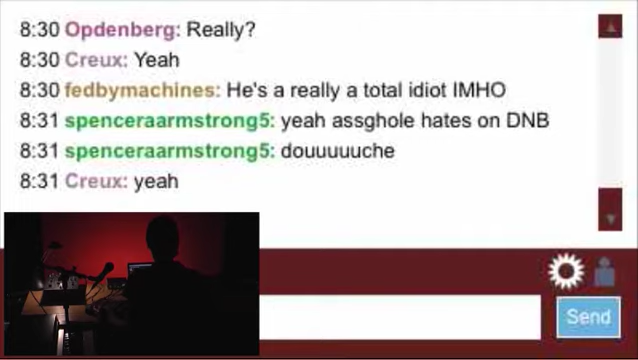 8:30 Opdenberg: Really?
8:30 Creux: Yeah
8:30 fedbymachines: He's a really a total idiot IMHO
8:31 spenceraarmstrong5: yeah assghole hates on DNB
8:31 spenceraarmstrong5: douuuuuche
8:31 Creux: yeah
Send